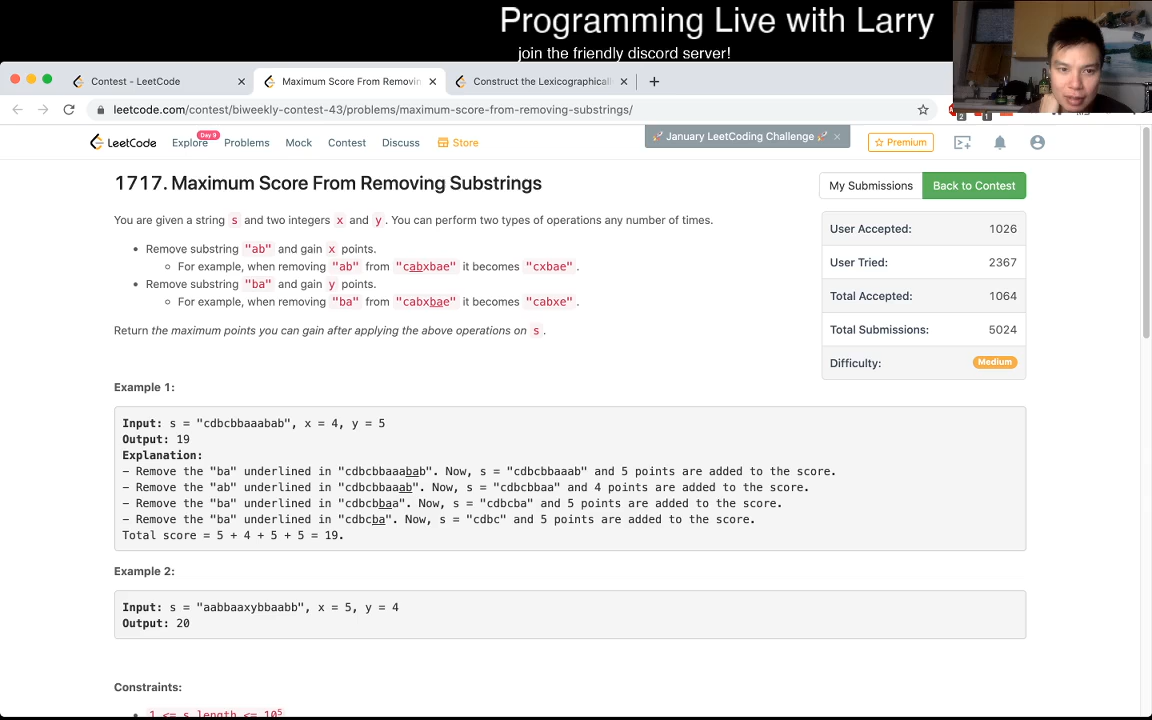 Programming Live with Larry
join the friendly discord server!
Contest - LeetCode
Maximum Score From Removin
Construct the Lexicographicall
leetcode.com/contest/biweekly-contest-43/problems/maximum-score-from-removing-substrings/
2
1
LeetCode
Explore
Day 9
Problems
Mock
Contest
Discuss
Store
🚀 January LeetCoding Challenge 🚀
Premium
1717. Maximum Score From Removing Substrings
My Submissions
Back to Contest
You are given a string s and two integers x and y. You can perform two types of operations any number of times.
• Remove substring "ab" and gain x points.
◦ For example, when removing "ab" from "cabxbae" it becomes "cxbae".
• Remove substring "ba" and gain y points.
◦ For example, when removing "ba" from "cabxbae" it becomes "cabxe".
Return the maximum points you can gain after applying the above operations on s.
User Accepted: 1026
User Tried: 2367
Total Accepted: 1064
Total Submissions: 5024
Difficulty: Medium
Example 1:
Input: s = "cdbcbbaaabab", x = 4, y = 5
Output: 19
Explanation:
- Remove the "ba" underlined in "cdbcbbaaabab". Now, s = "cdbcbbaaab" and 5 points are added to the score.
- Remove the "ab" underlined in "cdbcbbaaab". Now, s = "cdbcbbaa" and 4 points are added to the score.
- Remove the "ba" underlined in "cdbcbbaa". Now, s = "cdbcba" and 5 points are added to the score.
- Remove the "ba" underlined in "cdbcba". Now, s = "cdbc" and 5 points are added to the score.
Total score = 5 + 4 + 5 + 5 = 19.
Example 2:
Input: s = "aabbaaxybbaabb", x = 5, y = 4
Output: 20
Constraints:
• 1 <= s.length <= 10⁵